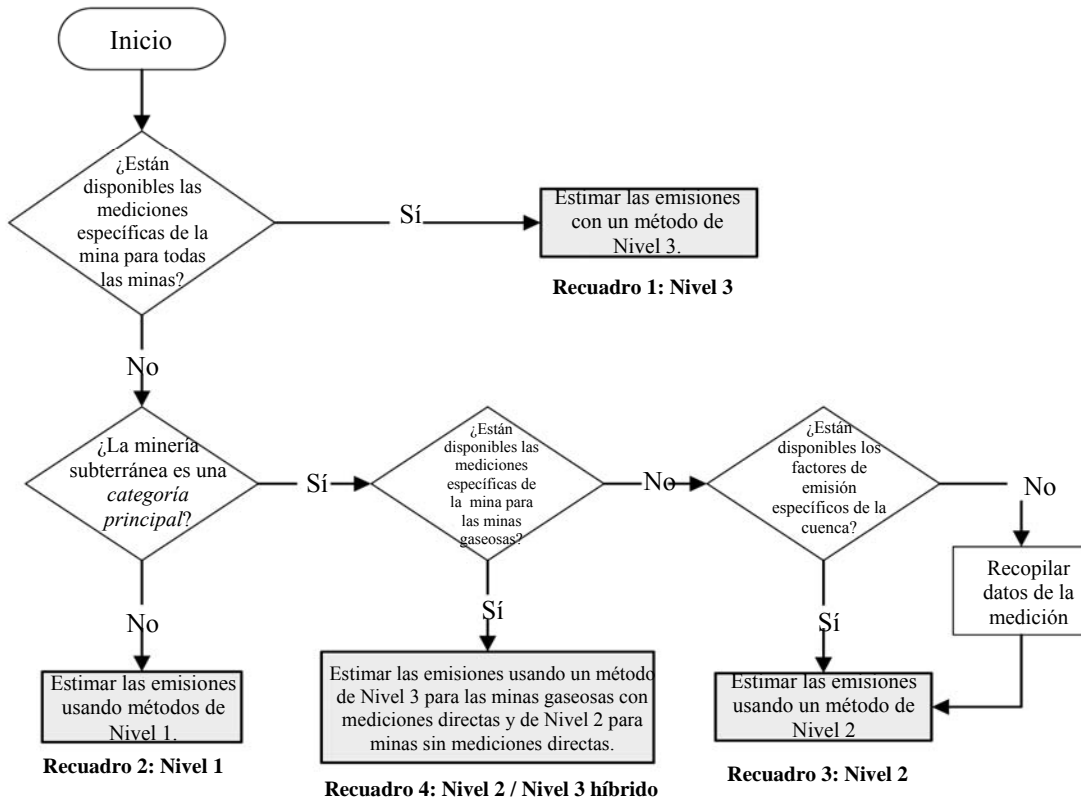 Inicio
¿Están
disponibles las
mediciones
específicas de la
mina para todas
las minas?
Sí
Estimar las emisiones
con un método de
Nivel 3.
Recuadro 1: Nivel 3
No
¿La minería
subterránea es una
categoría
principal?
Sí
¿Están
disponibles las
mediciones
específicas de
la mina para
las minas
gaseosas?
No
¿Están
disponibles los
factores de
emisión
específicos de la
cuenca?
No
Recopilar
datos de la
medición
No
Estimar las emisiones
usando métodos de
Nivel 1.
Recuadro 2: Nivel 1
Sí
Estimar las emisiones usando un método
de Nivel 3 para las minas gaseosas con
mediciones directas y de Nivel 2 para
minas sin mediciones directas.
Recuadro 4: Nivel 2 / Nivel 3 híbrido
Sí
Estimar las emisiones
usando un método de
Nivel 2
Recuadro 3: Nivel 2